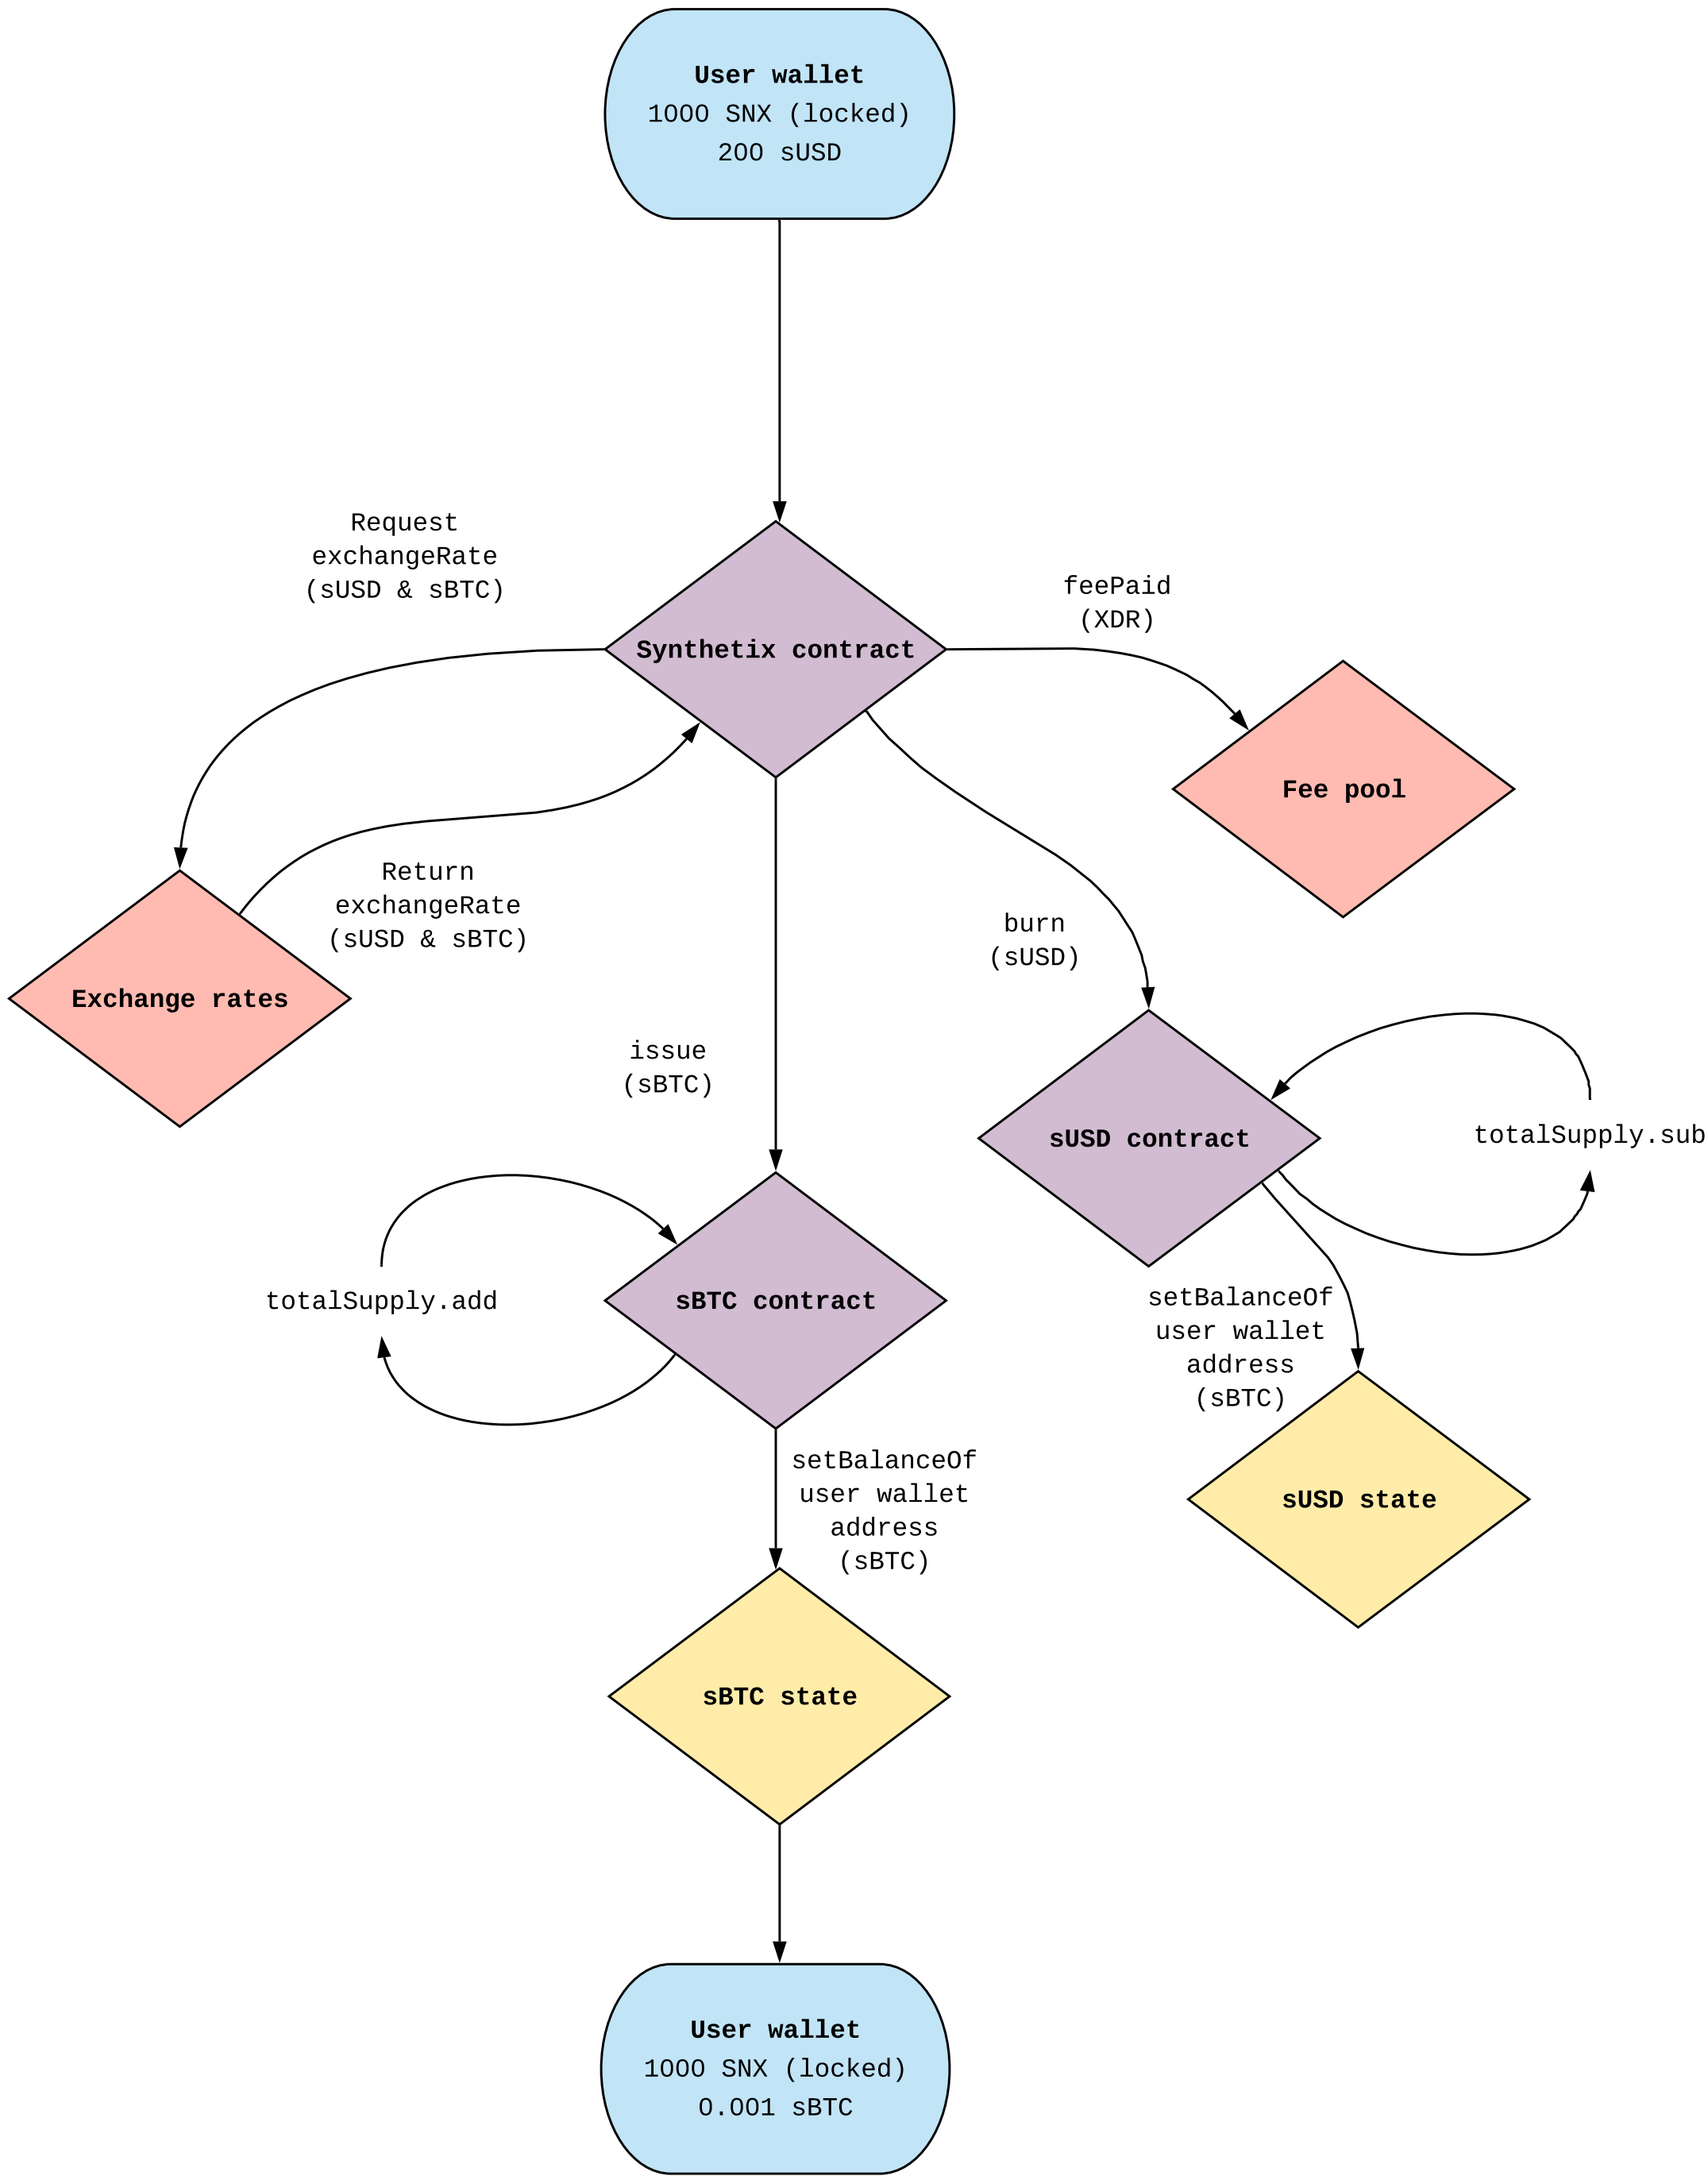 User wallet
1000 SNX (locked)
200 sUSD
Request
exchangeRate
(sUSD & sBTC)
feePaid
(XDR)
Synthetix contract
Fee pool
Return
exchangeRate
(sUSD & sBTC)
burn
(sUSD)
Exchange rates
issue
(sBTC)
sUSD contract
totalSupply.sub
totalSupply.add
sBTC contract
setBalanceOf
user wallet
address
(sBTC)
setBalanceOf
user wallet
address
(sBTC)
sUSD state
sBTC state
User wallet
1000 SNX (locked)
0.001 sBTC